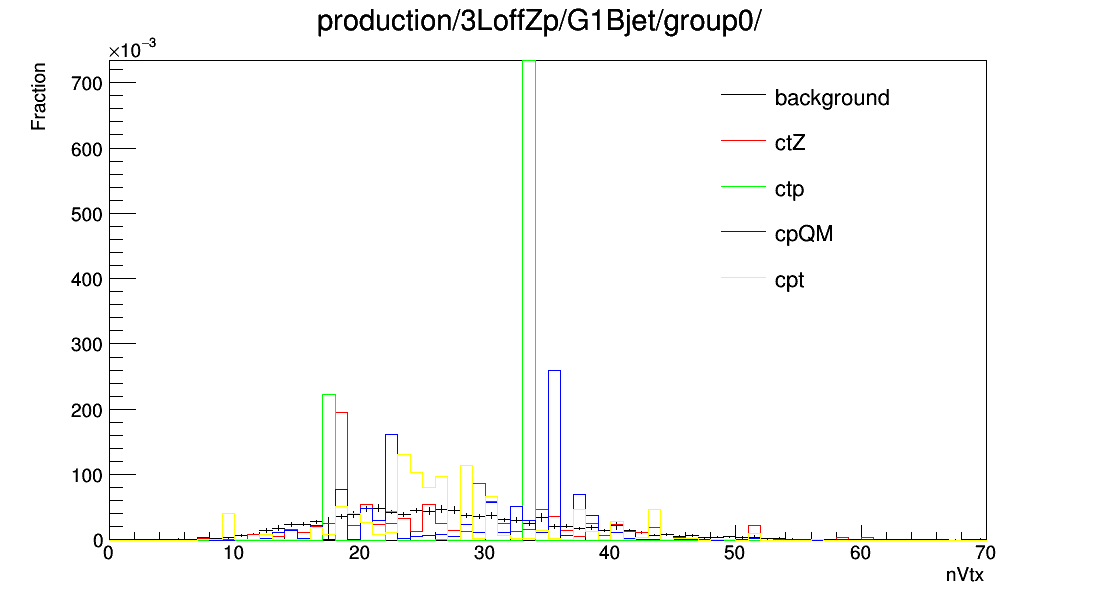 production/3LoffZp/G1Bjet/group0/
×10⁻³
Fraction
700
600
500
400
300
200
100
0
background
ctZ
ctp
cpQM
cpt
0 10 20 30 40 50 60 70
nVtx